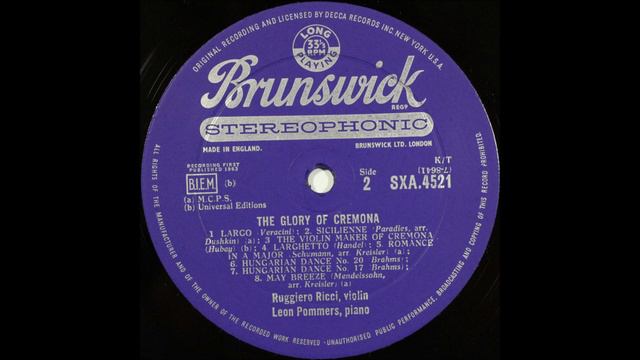 ORIGINAL RECORDING AND LICENSED BY DECCA RECORDS INC. NEW YORK U.S.A.
LONG
33⅓
RPM
PLAYING
Brunswick
REGD
STEREOPHONIC
MADE IN ENGLAND.
BRUNSWICK LTD. LONDON
K/T
RECORDING FIRST
PUBLISHED 1963
(7-8641)
B.I.E.M. (b)
Side
2
SXA.4521
(a) M.C.P.S.
(b) Universal Editions
THE GLORY OF CREMONA
1 LARGO (Veracini); 2. SICILIENNE (Paradies, arr.
Dushkin) (a); 3 THE VIOLIN MAKER OF CREMONA
(Hubay) (b); 4. LARGHETTO (Handel); 5. ROMANCE
IN A MAJOR (Schumann, arr. Kreisler) (a);
6. HUNGARIAN DANCE No. 20 (Brahms);
7. HUNGARIAN DANCE No. 17 (Brahms);
8. MAY BREEZE (Mendelssohn,
arr. Kreisler) (a)
Ruggiero Ricci, violin
Leon Pommers, piano
ALL RIGHTS OF THE MANUFACTURER AND OF THE OWNER OF THE RECORDED WORK RESERVED - UNAUTHORISED PUBLIC PERFORMANCE, BROADCASTING AND COPYING OF THIS RECORD PROHIBITED.